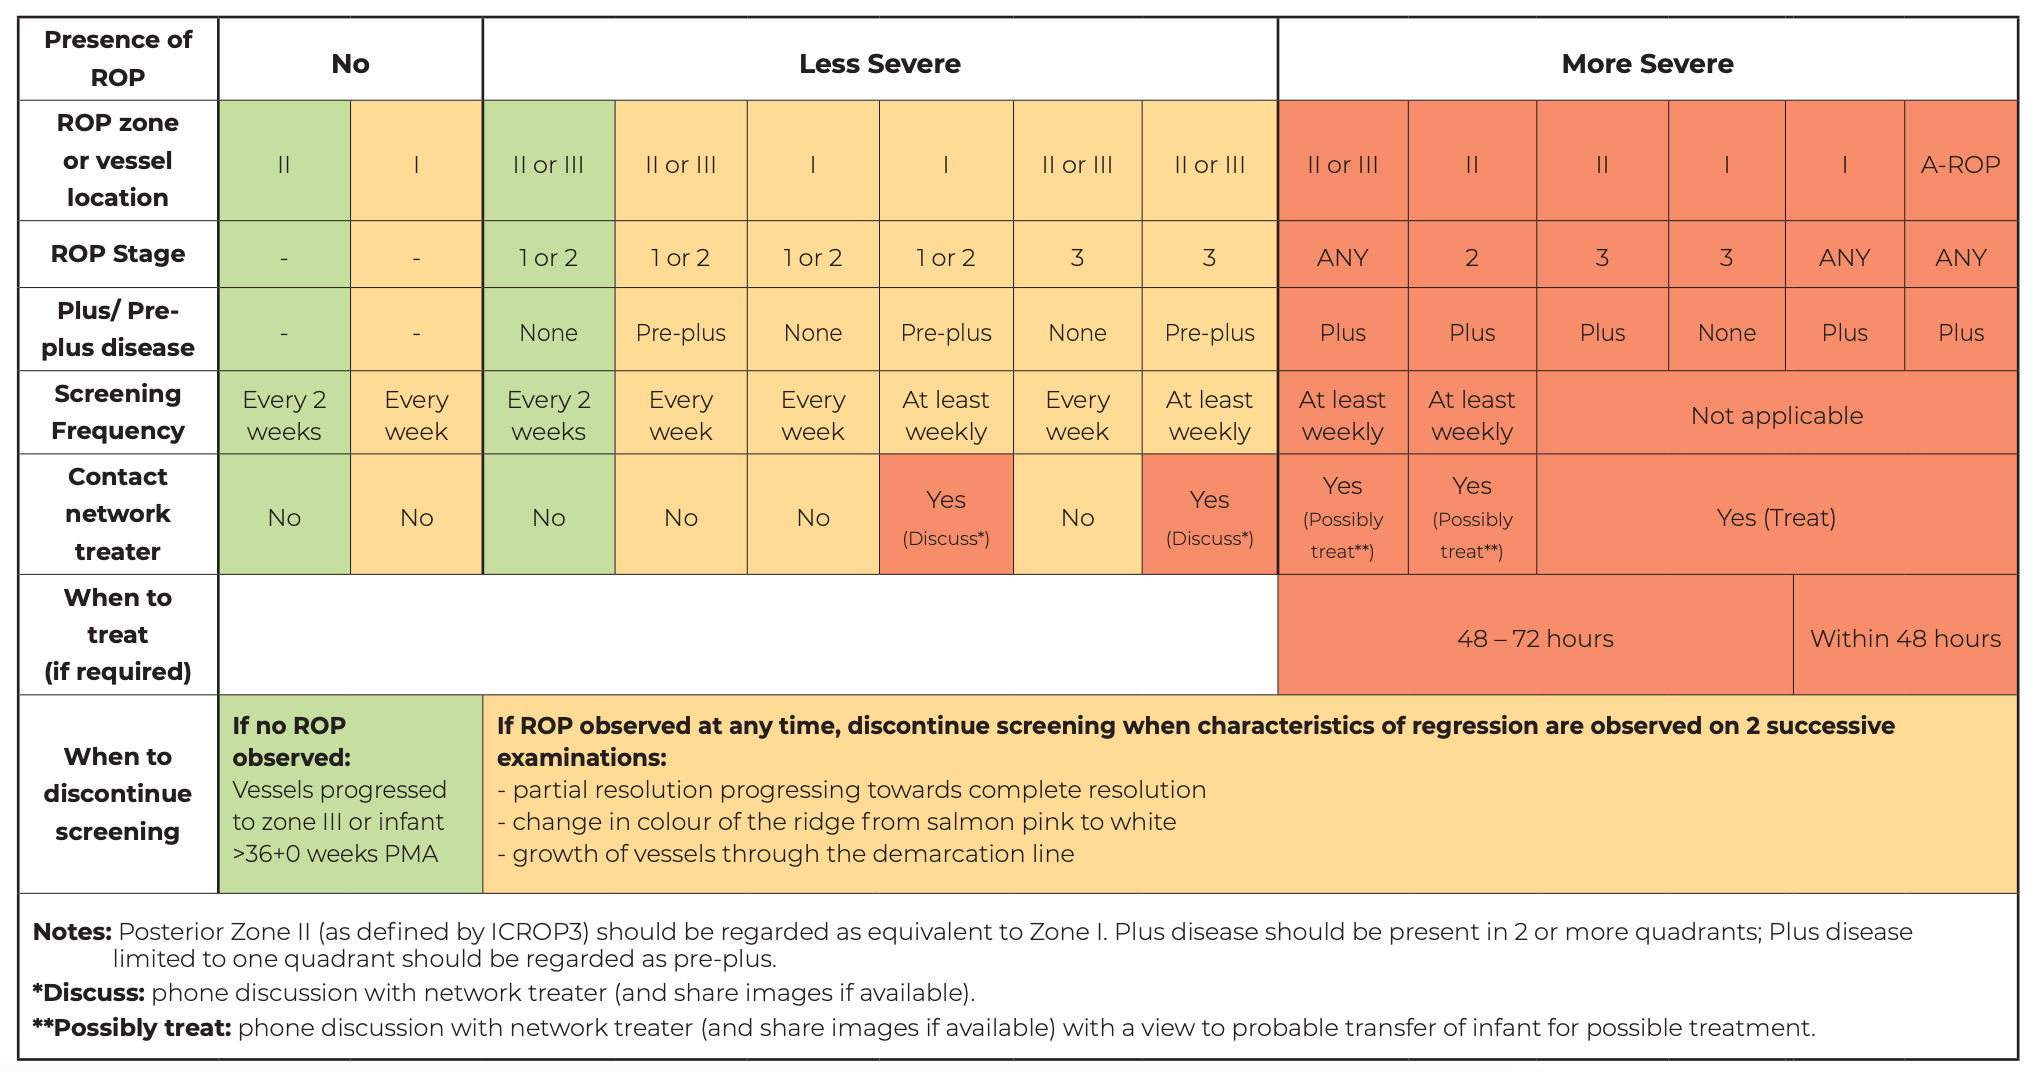 Presence of
ROP
No
Less Severe
More Severe
ROP zone
or vessel
location
II
I
II or III
II or III
I
I
II or III
II or III
II or III
II
II
I
I
A-ROP
ROP Stage
-
-
1 or 2
1 or 2
1 or 2
1 or 2
3
3
ANY
2
3
3
ANY
ANY
Plus/ Pre-
plus disease
-
-
None
Pre-plus
None
Pre-plus
None
Pre-plus
Plus
Plus
Plus
None
Plus
Plus
Screening
Frequency
Every 2
weeks
Every
week
Every 2
weeks
Every
week
Every
week
At least
weekly
Every
week
At least
weekly
At least
weekly
At least
weekly
Not applicable
Contact
network
treater
No
No
No
No
No
Yes
(Discuss*)
No
Yes
(Discuss*)
Yes
(Possibly
treat**)
Yes
(Possibly
treat**)
Yes (Treat)
When to
treat
(if required)
48 – 72 hours
Within 48 hours
When to
discontinue
screening
If no ROP
observed:
Vessels progressed
to zone III or infant
>36+0 weeks PMA
If ROP observed at any time, discontinue screening when characteristics of regression are observed on 2 successive
examinations:
- partial resolution progressing towards complete resolution
- change in colour of the ridge from salmon pink to white
- growth of vessels through the demarcation line
Notes: Posterior Zone II (as defined by ICROP3) should be regarded as equivalent to Zone I. Plus disease should be present in 2 or more quadrants; Plus disease
limited to one quadrant should be regarded as pre-plus.
*Discuss: phone discussion with network treater (and share images if available).
**Possibly treat: phone discussion with network treater (and share images if available) with a view to probable transfer of infant for possible treatment.